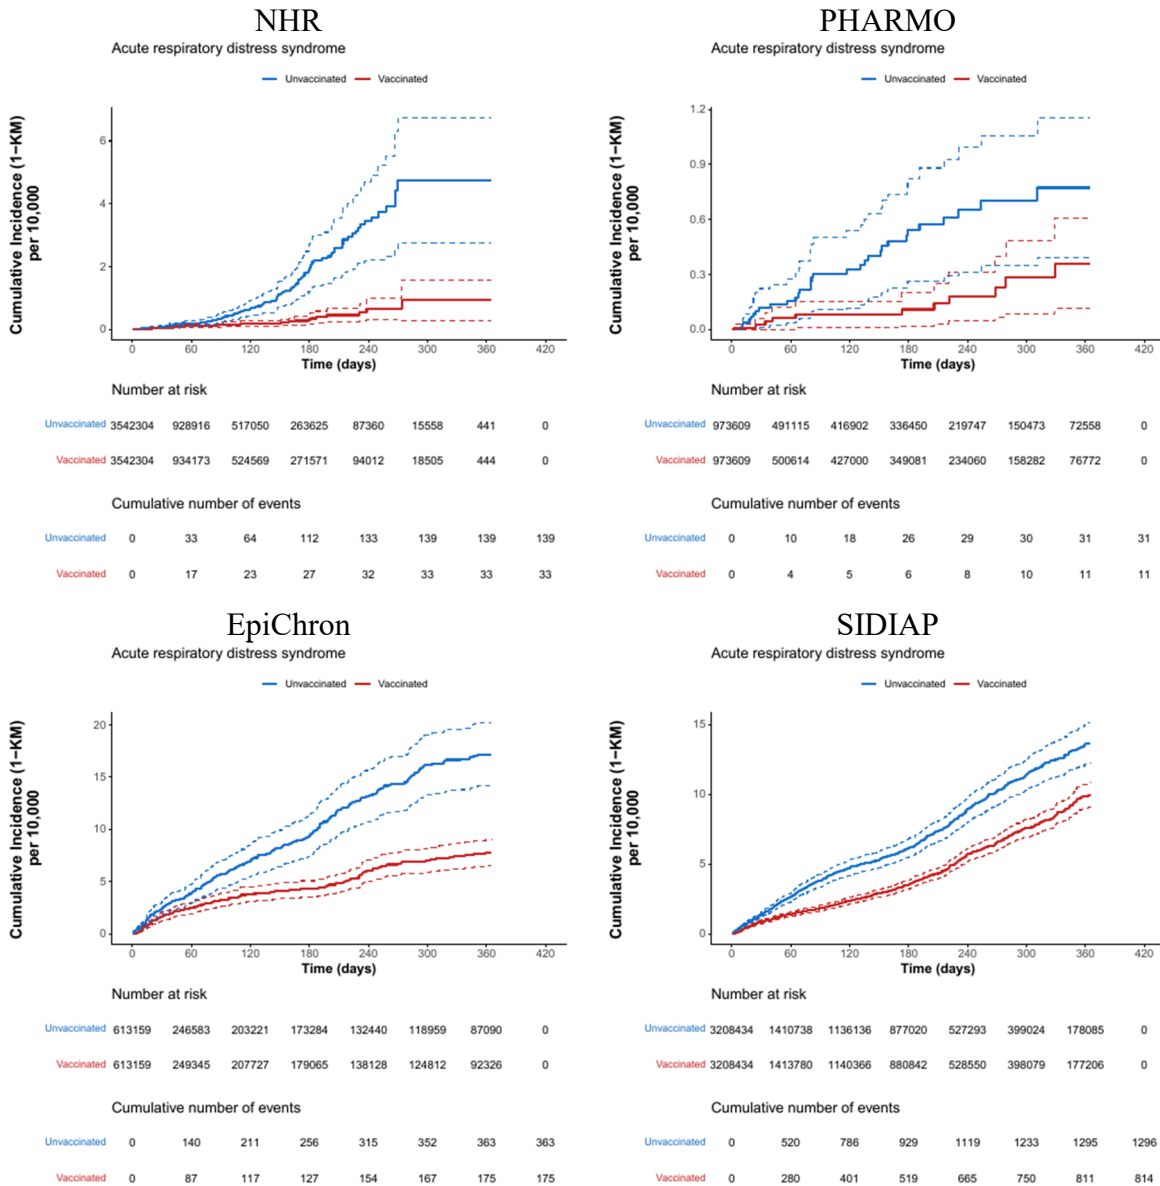 NHR
Acute respiratory distress syndrome
Unvaccinated Vaccinated
Cumulative Incidence (1−KM)
per 10,000
6
4
2
0
0 60 120 180 240 300 360 420
Time (days)
Number at risk
Unvaccinated 3542304 928916 517050 263625 87360 15558 441 0
Vaccinated 3542304 934173 524569 271571 94012 18505 444 0
Cumulative number of events
Unvaccinated 0 33 64 112 133 139 139 139
Vaccinated 0 17 23 27 32 33 33 33
PHARMO
Acute respiratory distress syndrome
Unvaccinated Vaccinated
Cumulative Incidence (1−KM)
per 10,000
1.2
0.9
0.6
0.3
0.0
0 60 120 180 240 300 360 420
Time (days)
Number at risk
Unvaccinated 973609 491115 416902 336450 219747 150473 72558 0
Vaccinated 973609 500614 427000 349081 234060 158282 76772 0
Cumulative number of events
Unvaccinated 0 10 18 26 29 30 31 31
Vaccinated 0 4 5 6 8 10 11 11
EpiChron
Acute respiratory distress syndrome
Unvaccinated Vaccinated
Cumulative Incidence (1−KM)
per 10,000
20
15
10
5
0
0 60 120 180 240 300 360 420
Time (days)
Number at risk
Unvaccinated 613159 246583 203221 173284 132440 118959 87090 0
Vaccinated 613159 249345 207727 179065 138128 124812 92326 0
Cumulative number of events
Unvaccinated 0 140 211 256 315 352 363 363
Vaccinated 0 87 117 127 154 167 175 175
SIDIAP
Acute respiratory distress syndrome
Unvaccinated Vaccinated
Cumulative Incidence (1−KM)
per 10,000
15
10
5
0
0 60 120 180 240 300 360 420
Time (days)
Number at risk
Unvaccinated 3208434 1410738 1136136 877020 527293 399024 178085 0
Vaccinated 3208434 1413780 1140366 880842 528550 398079 177206 0
Cumulative number of events
Unvaccinated 0 520 786 929 1119 1233 1295 1296
Vaccinated 0 280 401 519 665 750 811 814